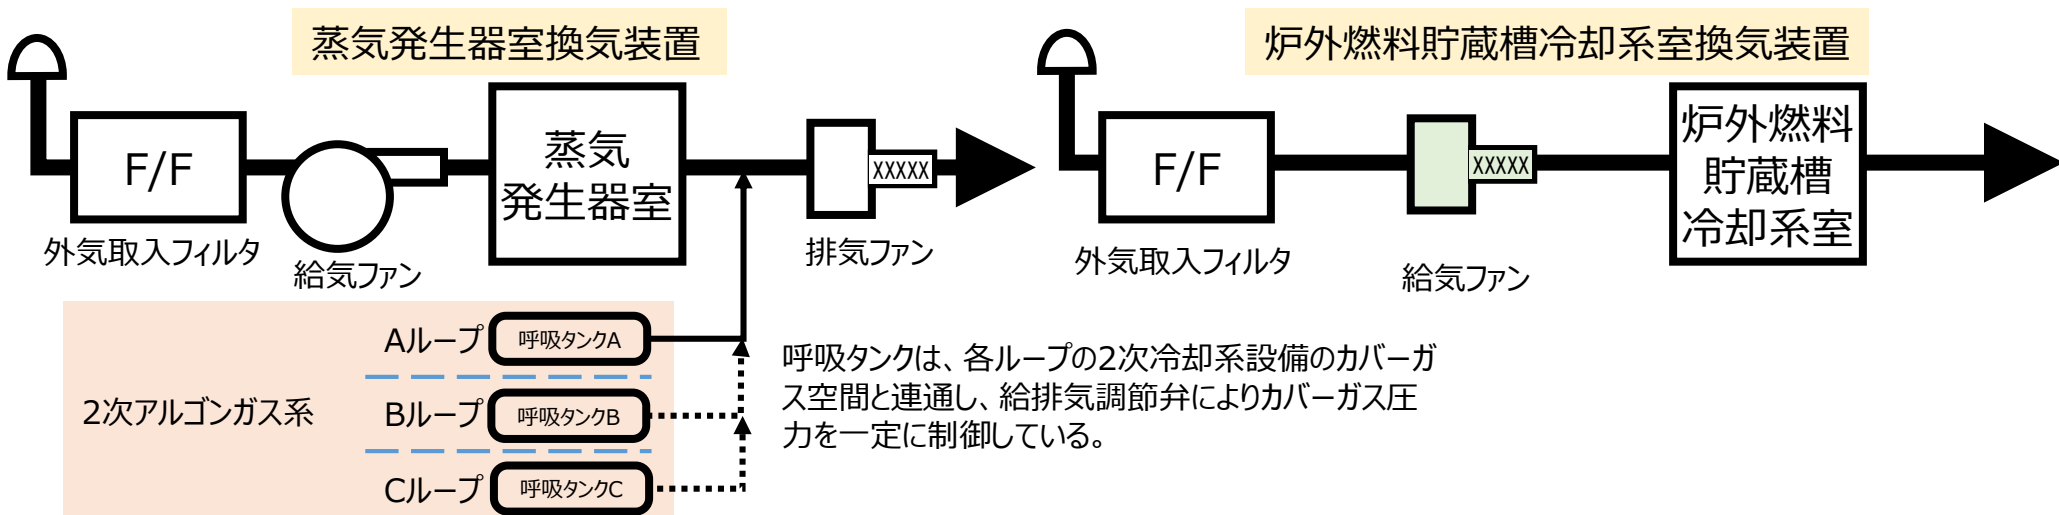 蒸気発生器室換気装置
F/F
外気取入フィルタ
給気ファン
蒸気
発生器室
XXXXX
排気ファン
2次アルゴンガス系
Aループ
呼吸タンクA
Bループ
呼吸タンクB
Cループ
呼吸タンクC
呼吸タンクは、各ループの2次冷却系設備のカバーガ
ス空間と連通し、給排気調節弁によりカバーガス圧
力を一定に制御している。
炉外燃料貯蔵槽冷却系室換気装置
F/F
外気取入フィルタ
XXXXX
給気ファン
炉外燃料
貯蔵槽
冷却系室